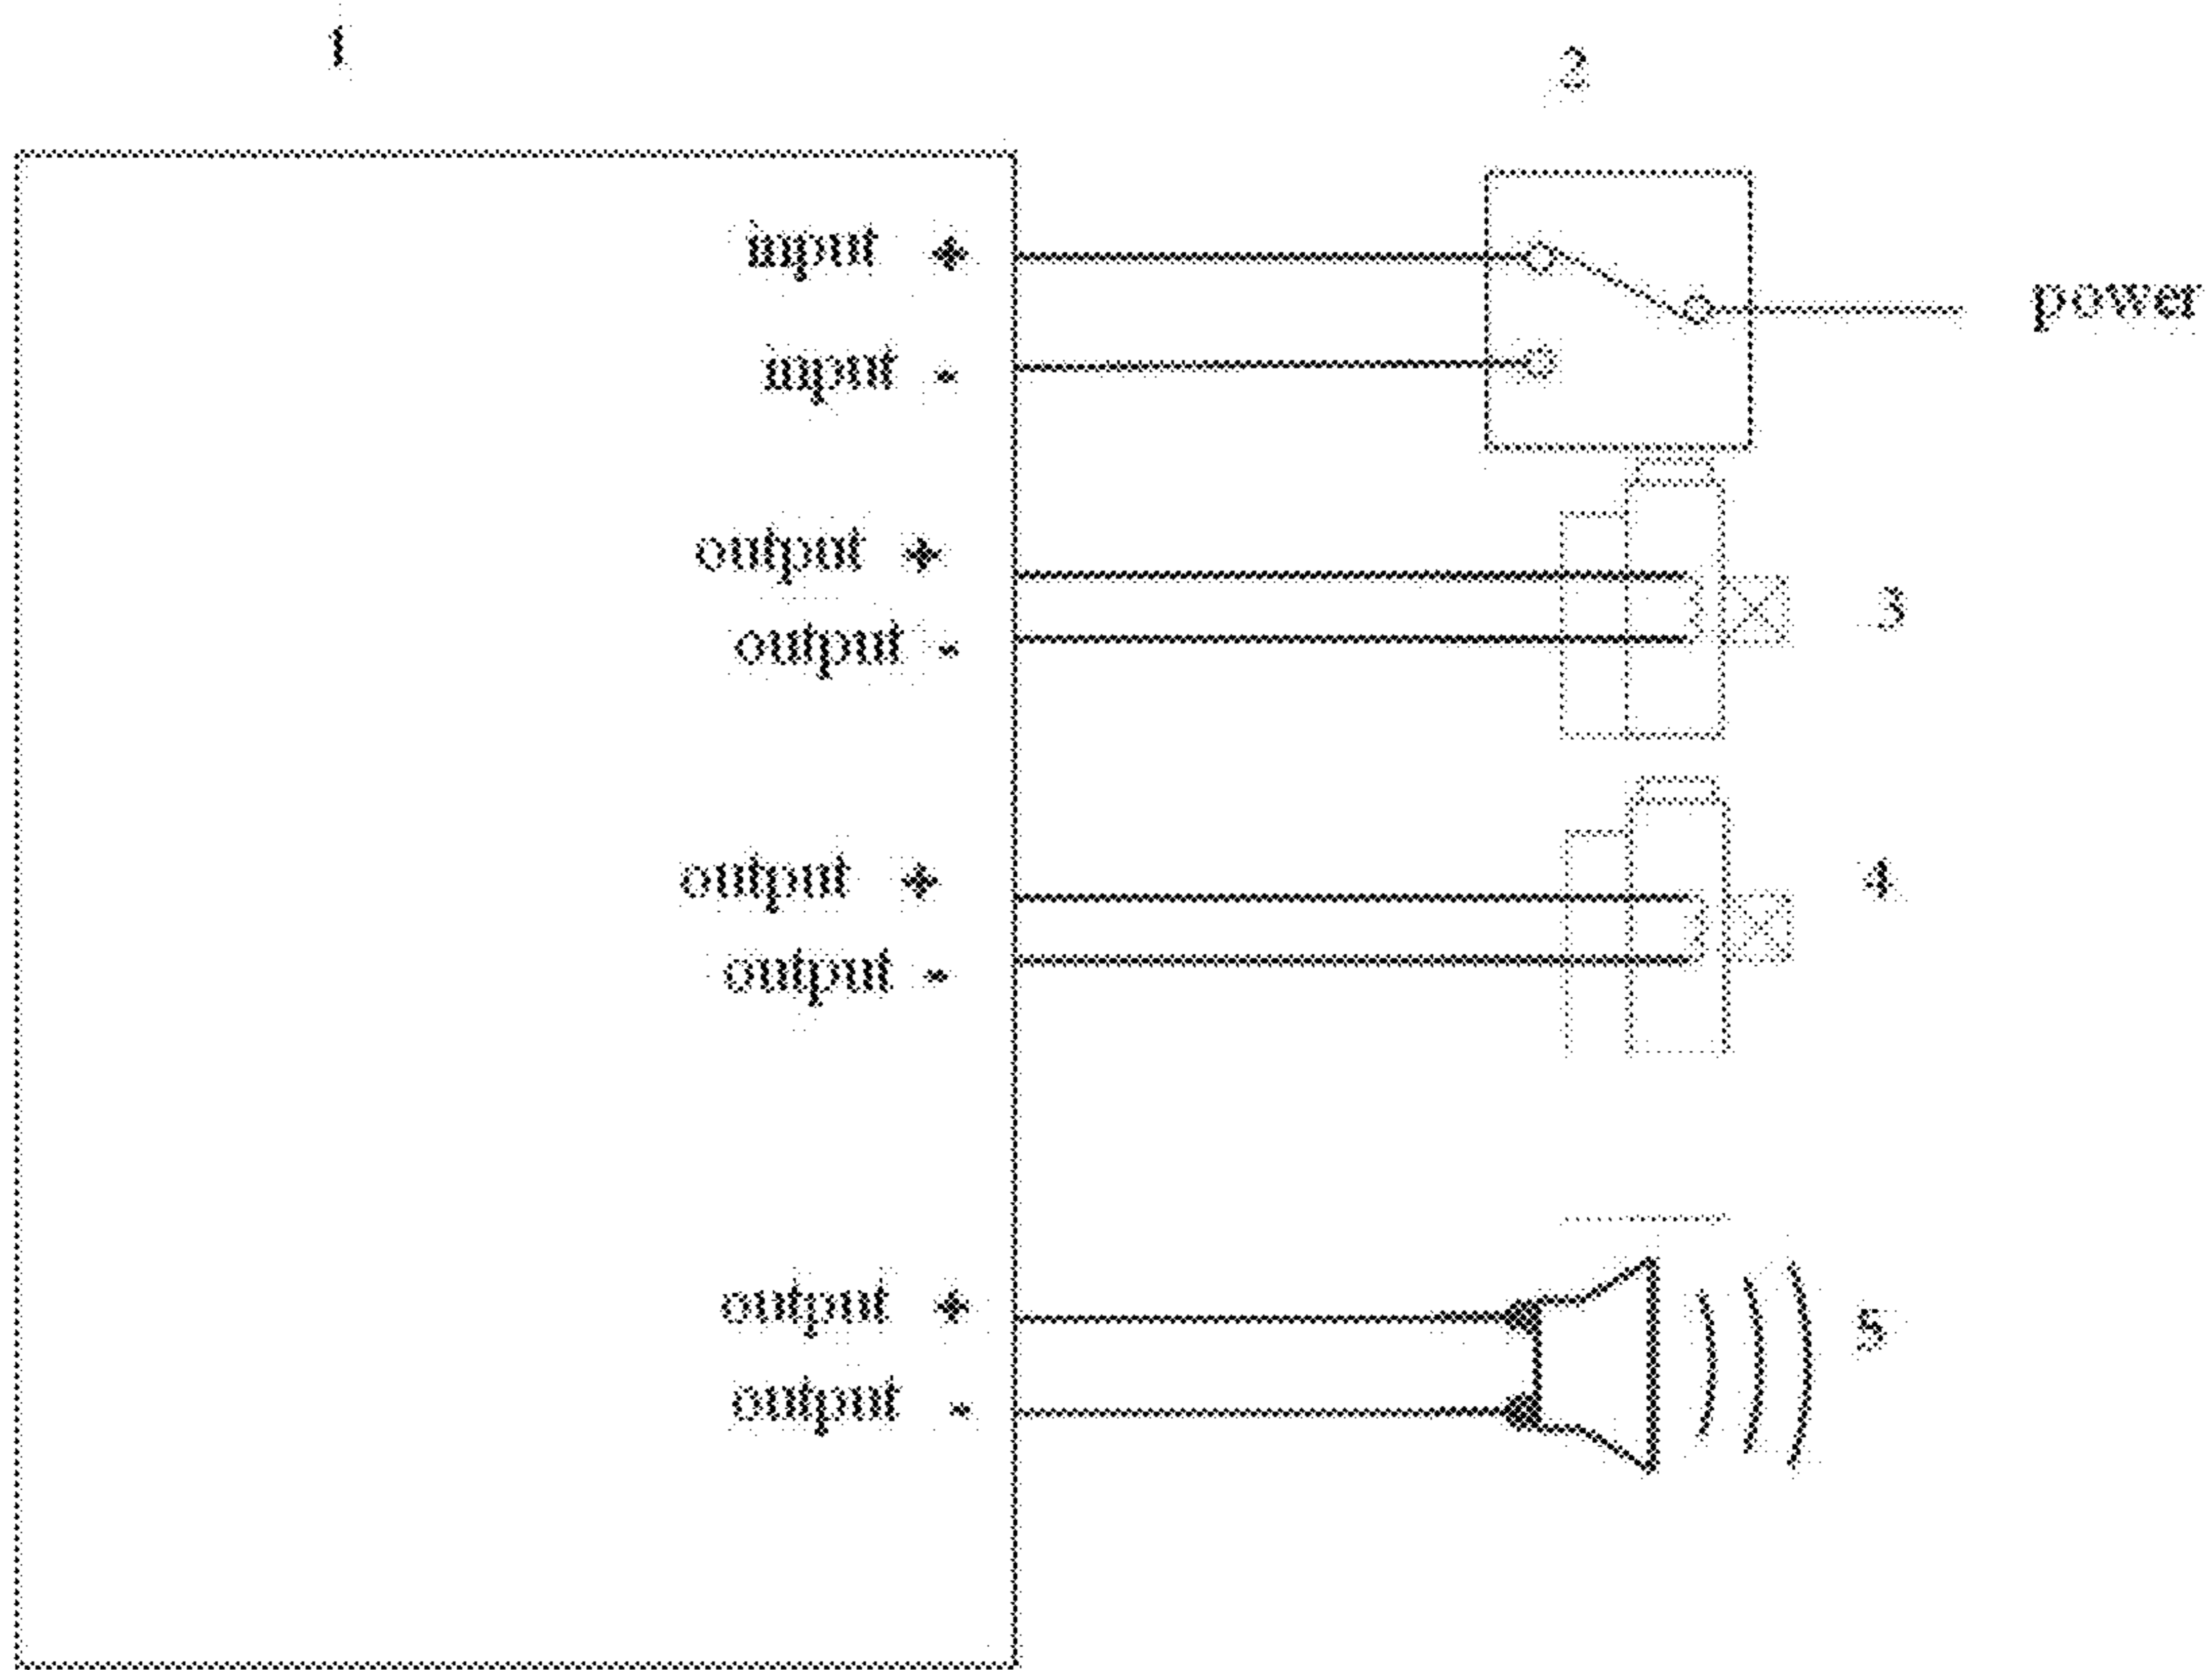 1
2
input +
power
input -
output +
3
output -
output +
4
output -
output +
5
output -